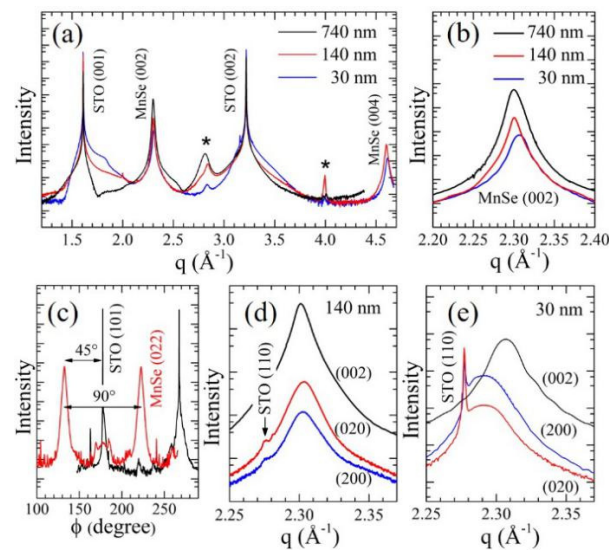 (a)
STO (001)
MnSe (002)
STO (002)
740 nm
140 nm
30 nm
MnSe (004)
*
*
Intensity
1.5 2.0 2.5 3.0 3.5 4.0 4.5
q (Å⁻¹)
(b)
740 nm
140 nm
30 nm
Intensity
MnSe (002)
2.20 2.25 2.30 2.35 2.40
q (Å⁻¹)
(c)
STO (101)
MnSe (022)
45°
90°
Intensity
100 150 200 250
ϕ (degree)
(d)
140 nm
STO (110)
(002)
(020)
(200)
Intensity
2.25 2.30 2.35
q (Å⁻¹)
(e)
30 nm
STO (110)
(002)
(200)
(020)
Intensity
2.25 2.30 2.35
q (Å⁻¹)